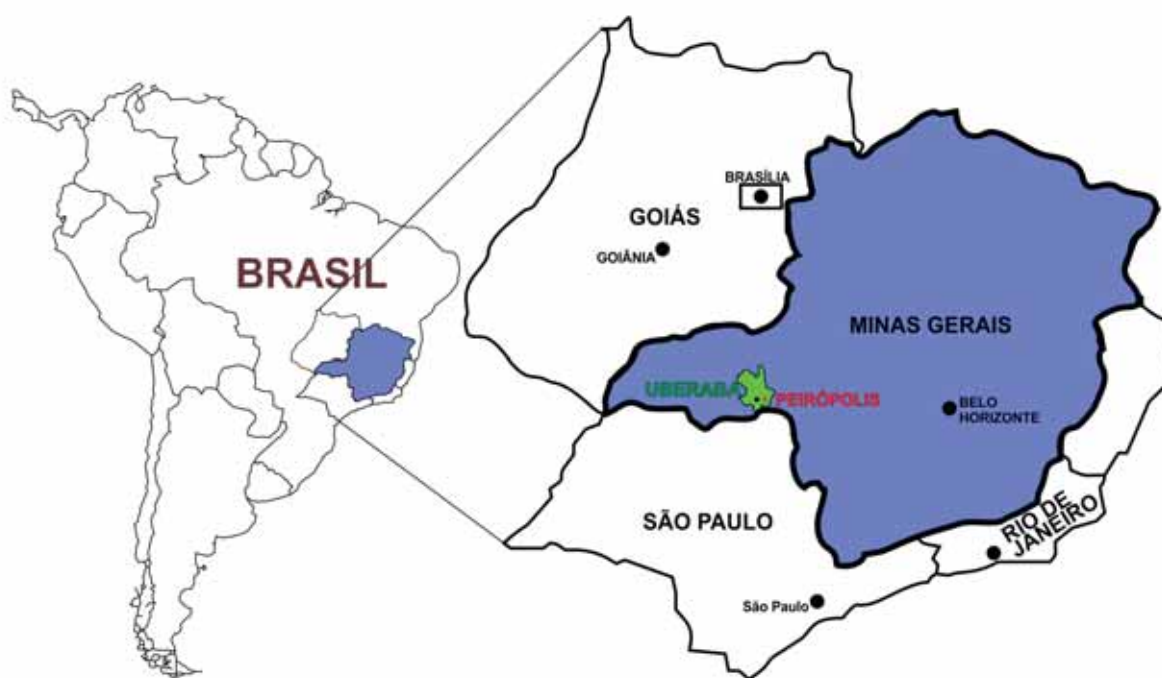 BRASIL
BRASÍLIA
GOIÁS
GOIÂNIA
MINAS GERAIS
UBERABA
PEIRÓPOLIS
BELO
HORIZONTE
SÃO PAULO
RIO DE
JANEIRO
São Paulo